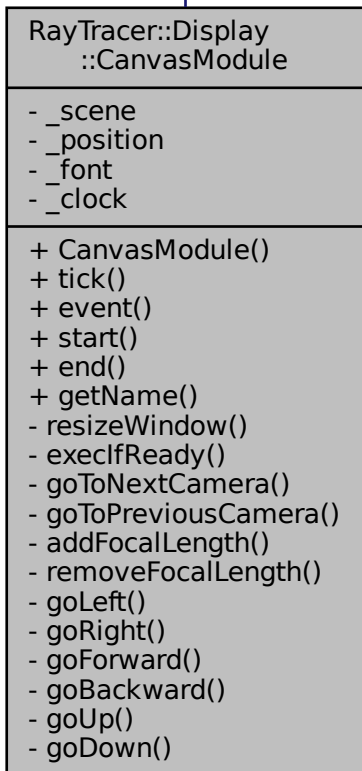 RayTracer::Display
::CanvasModule
- _scene
- _position
- _font
- _clock
+ CanvasModule()
+ tick()
+ event()
+ start()
+ end()
+ getName()
- resizeWindow()
- execIfReady()
- goToNextCamera()
- goToPreviousCamera()
- addFocalLength()
- removeFocalLength()
- goLeft()
- goRight()
- goForward()
- goBackward()
- goUp()
- goDown()